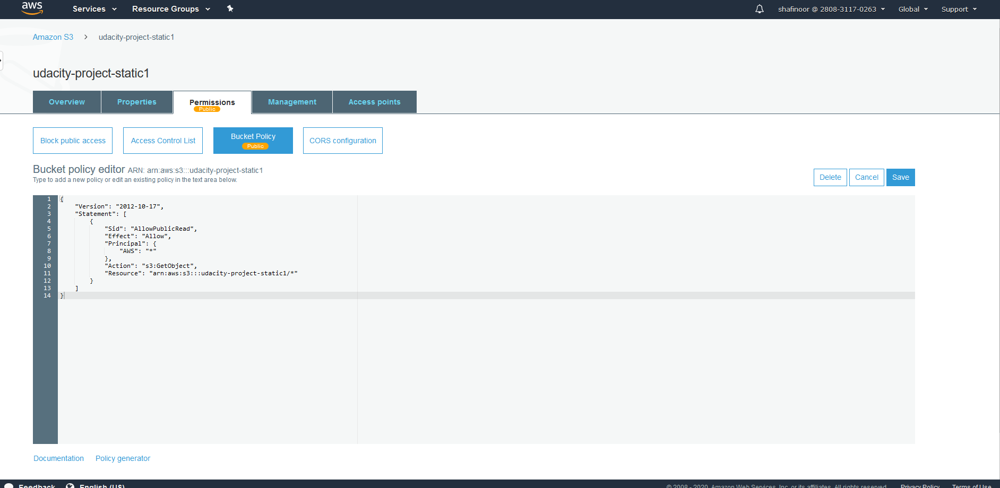 aws Services Resource Groups shafinoor @ 2808-3117-0263 Global Support
Amazon S3 > udacity-project-static1
udacity-project-static1
Overview Properties Permissions Management Access points
Public
Block public access Access Control List Bucket Policy CORS configuration
Public
Bucket policy editor ARN: arn:aws:s3:::udacity-project-static1
Type to add a new policy or edit an existing policy in the text area below.
Delete Cancel Save
1 {
2 "Version": "2012-10-17",
3 "Statement": [
4 {
5 "Sid": "AllowPublicRead",
6 "Effect": "Allow",
7 "Principal": {
8 "AWS": "*"
9 },
10 "Action": "s3:GetObject",
11 "Resource": "arn:aws:s3:::udacity-project-static1/*"
12 }
13 ]
14 }
Documentation Policy generator
Feedback English (US) © 2008 - 2020, Amazon Web Services, Inc. or its affiliates. All rights reserved. Privacy Policy Terms of Use